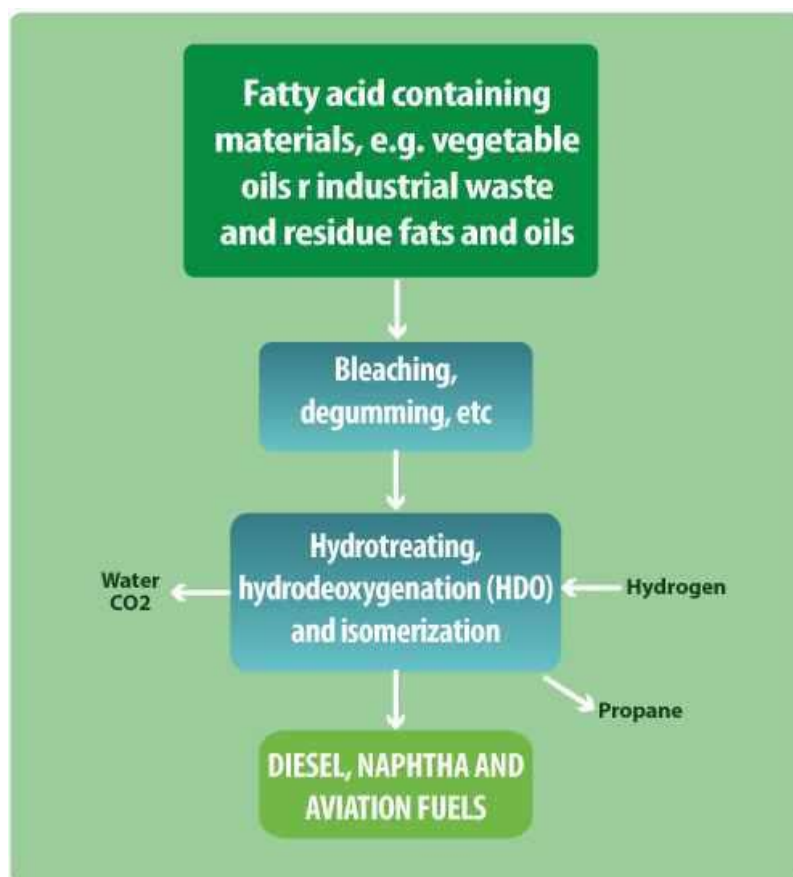 Fatty acid containing
materials, e.g. vegetable
oils r industrial waste
and residue fats and oils
Bleaching,
degumming, etc
Hydrotreating,
hydrodeoxygenation (HDO)
and isomerization
Water
CO2
Hydrogen
Propane
DIESEL, NAPHTHA AND
AVIATION FUELS